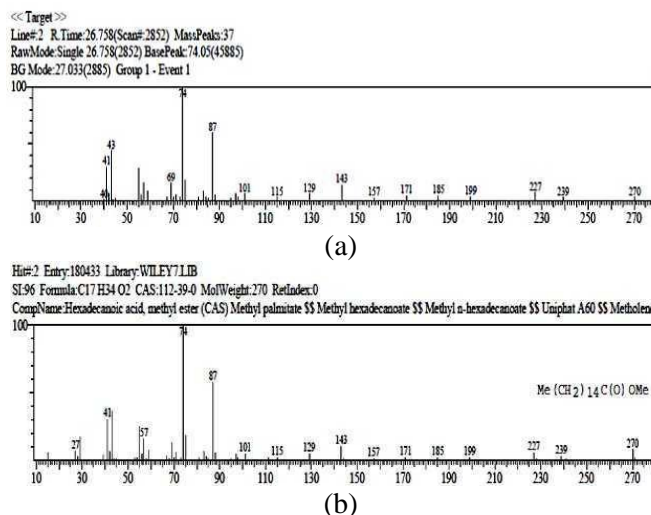 << Target >>
Line#:2 R.Time:26.758(Scan#:2852) MassPeaks:37
RawMode:Single 26.758(2852) BasePeak:74.05(45885)
BG Mode:27.033(2885) Group 1 - Event 1
100
74
87
43
41
40
69
101
115
129
143
157
171
185
199
227
239
270
10 30 50 70 90 110 130 150 170 190 210 230 250 270
(a)
Hit#:2 Entry:180433 Library:WILEY7.LIB
SI:96 Formula:C17 H34 O2 CAS:112-39-0 MolWeight:270 RetIndex:0
CompName:Hexadecanoic acid, methyl ester (CAS) Methyl palmitate $$ Methyl hexadecanoate $$ Methyl n-hexadecanoate $$ Uniphat A60 $$ Metholene
100
74
87
Me (CH2) 14C (O) OMe
41
57
27
101
115
129
143
157
171
185
199
227
239
270
10 30 50 70 90 110 130 150 170 190 210 230 250 270
(b)